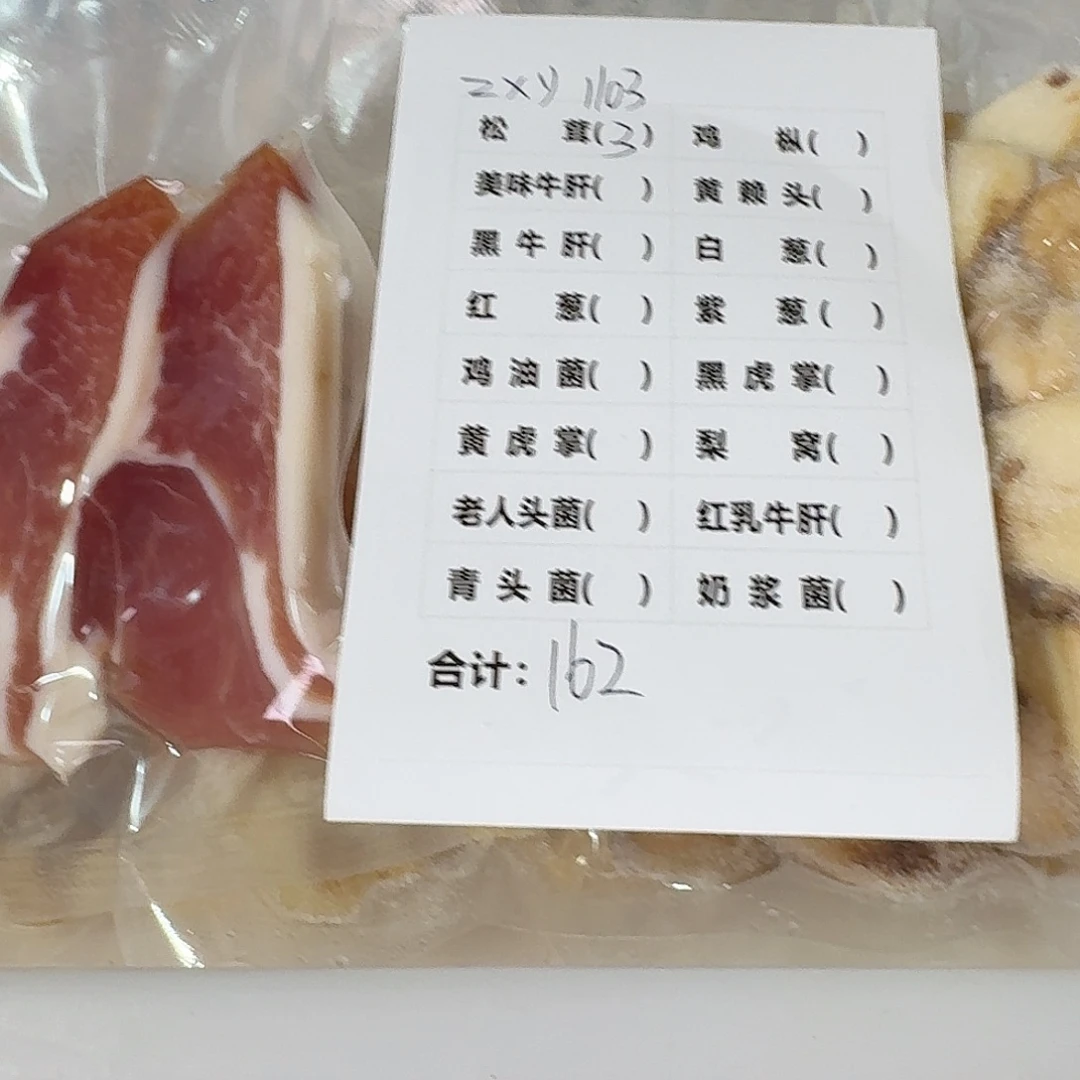 zxy 1103
松茸(3) 鸡枞( )
美味牛肝( ) 黄赖头( )
黑牛肝( ) 白葱( )
红葱( ) 紫葱( )
鸡油菌( ) 黑虎掌( )
黄虎掌( ) 梨窝( )
老人头菌( ) 红乳牛肝( )
青头菌( ) 奶浆菌( )
合计：162